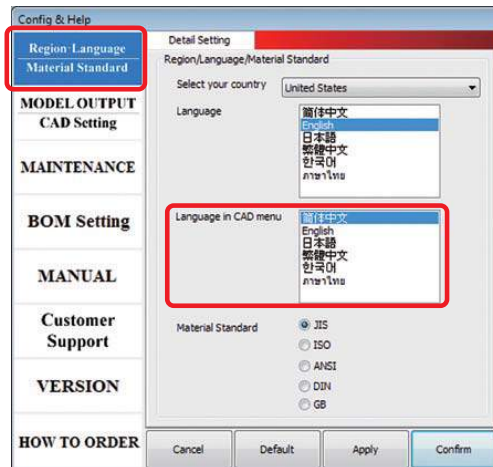 Config & Help
Region·Language
Material Standard
MODEL OUTPUT
CAD Setting
MAINTENANCE
BOM Setting
MANUAL
Customer
Support
VERSION
HOW TO ORDER
Detail Setting
Region/Language/Material Standard
Select your country
United States
Language
简体中文
English
日本語
繁體中文
한국어
ภาษาไทย
Language in CAD menu
简体中文
English
日本語
繁體中文
한국어
ภาษาไทย
Material Standard
JIS
ISO
ANSI
DIN
GB
Cancel
Default
Apply
Confirm